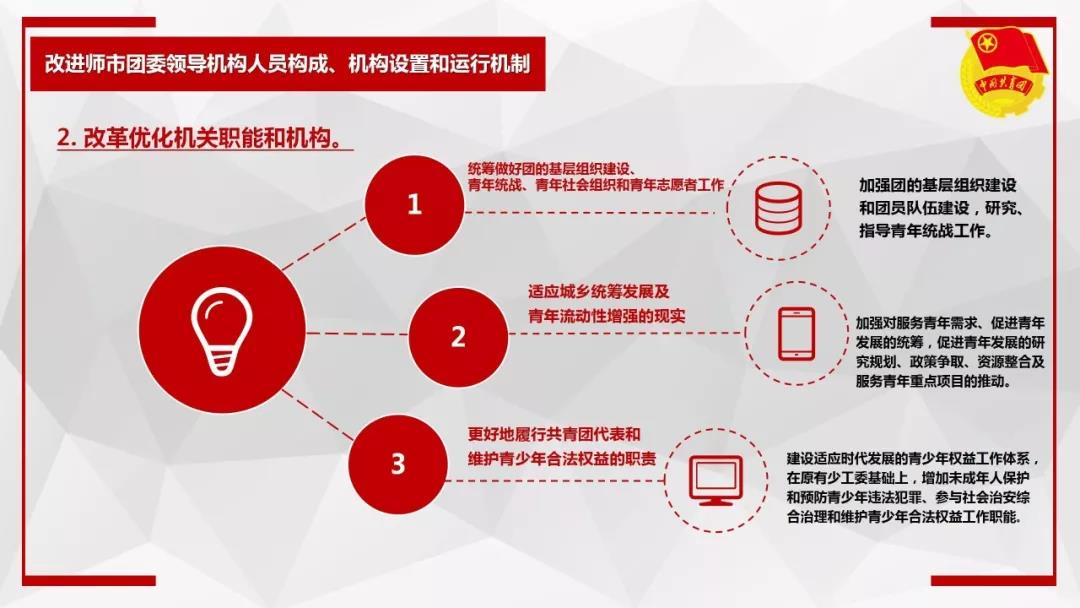 改进师市团委领导机构人员构成、机构设置和运行机制
中国共青团
2. 改革优化机关职能和机构。
1
统筹做好团的基层组织建设、
青年统战、青年社会组织和青年志愿者工作
加强团的基层组织建设
和团员队伍建设，研究、
指导青年统战工作。
2
适应城乡统筹发展及
青年流动性增强的现实
加强对服务青年需求、促进青年
发展的统筹，促进青年发展的研
究规划、政策争取、资源整合及
服务青年重点项目的推动。
3
更好地履行共青团代表和
维护青少年合法权益的职责
建设适应时代发展的青少年权益工作体系，
在原有少工委基础上，增加未成年人保护
和预防青少年违法犯罪、参与社会治安综
合治理和维护青少年合法权益工作职能.